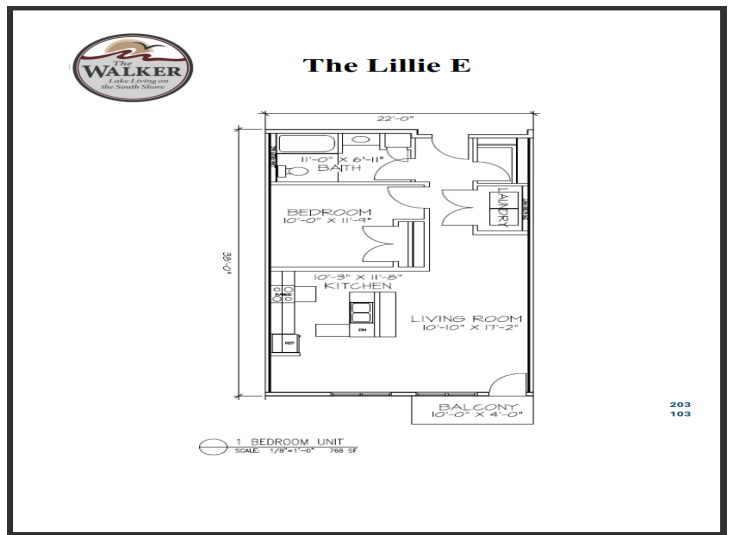 The
WALKER
Lake Living on
the South Shore
The Lillie E
22'-0"
11'-0" X 6'-11"
BATH
LAUNDRY
BEDROOM
10'-0" X 11'-9"
38'-0"
10'-3" X 11'-8"
KITCHEN
LIVING ROOM
10'-10" X 17'-2"
DW
REF
BALCONY
10'-0" X 4'-0"
203
103
1 BEDROOM UNIT
SCALE: 1/8"=1'-0" 768 SF